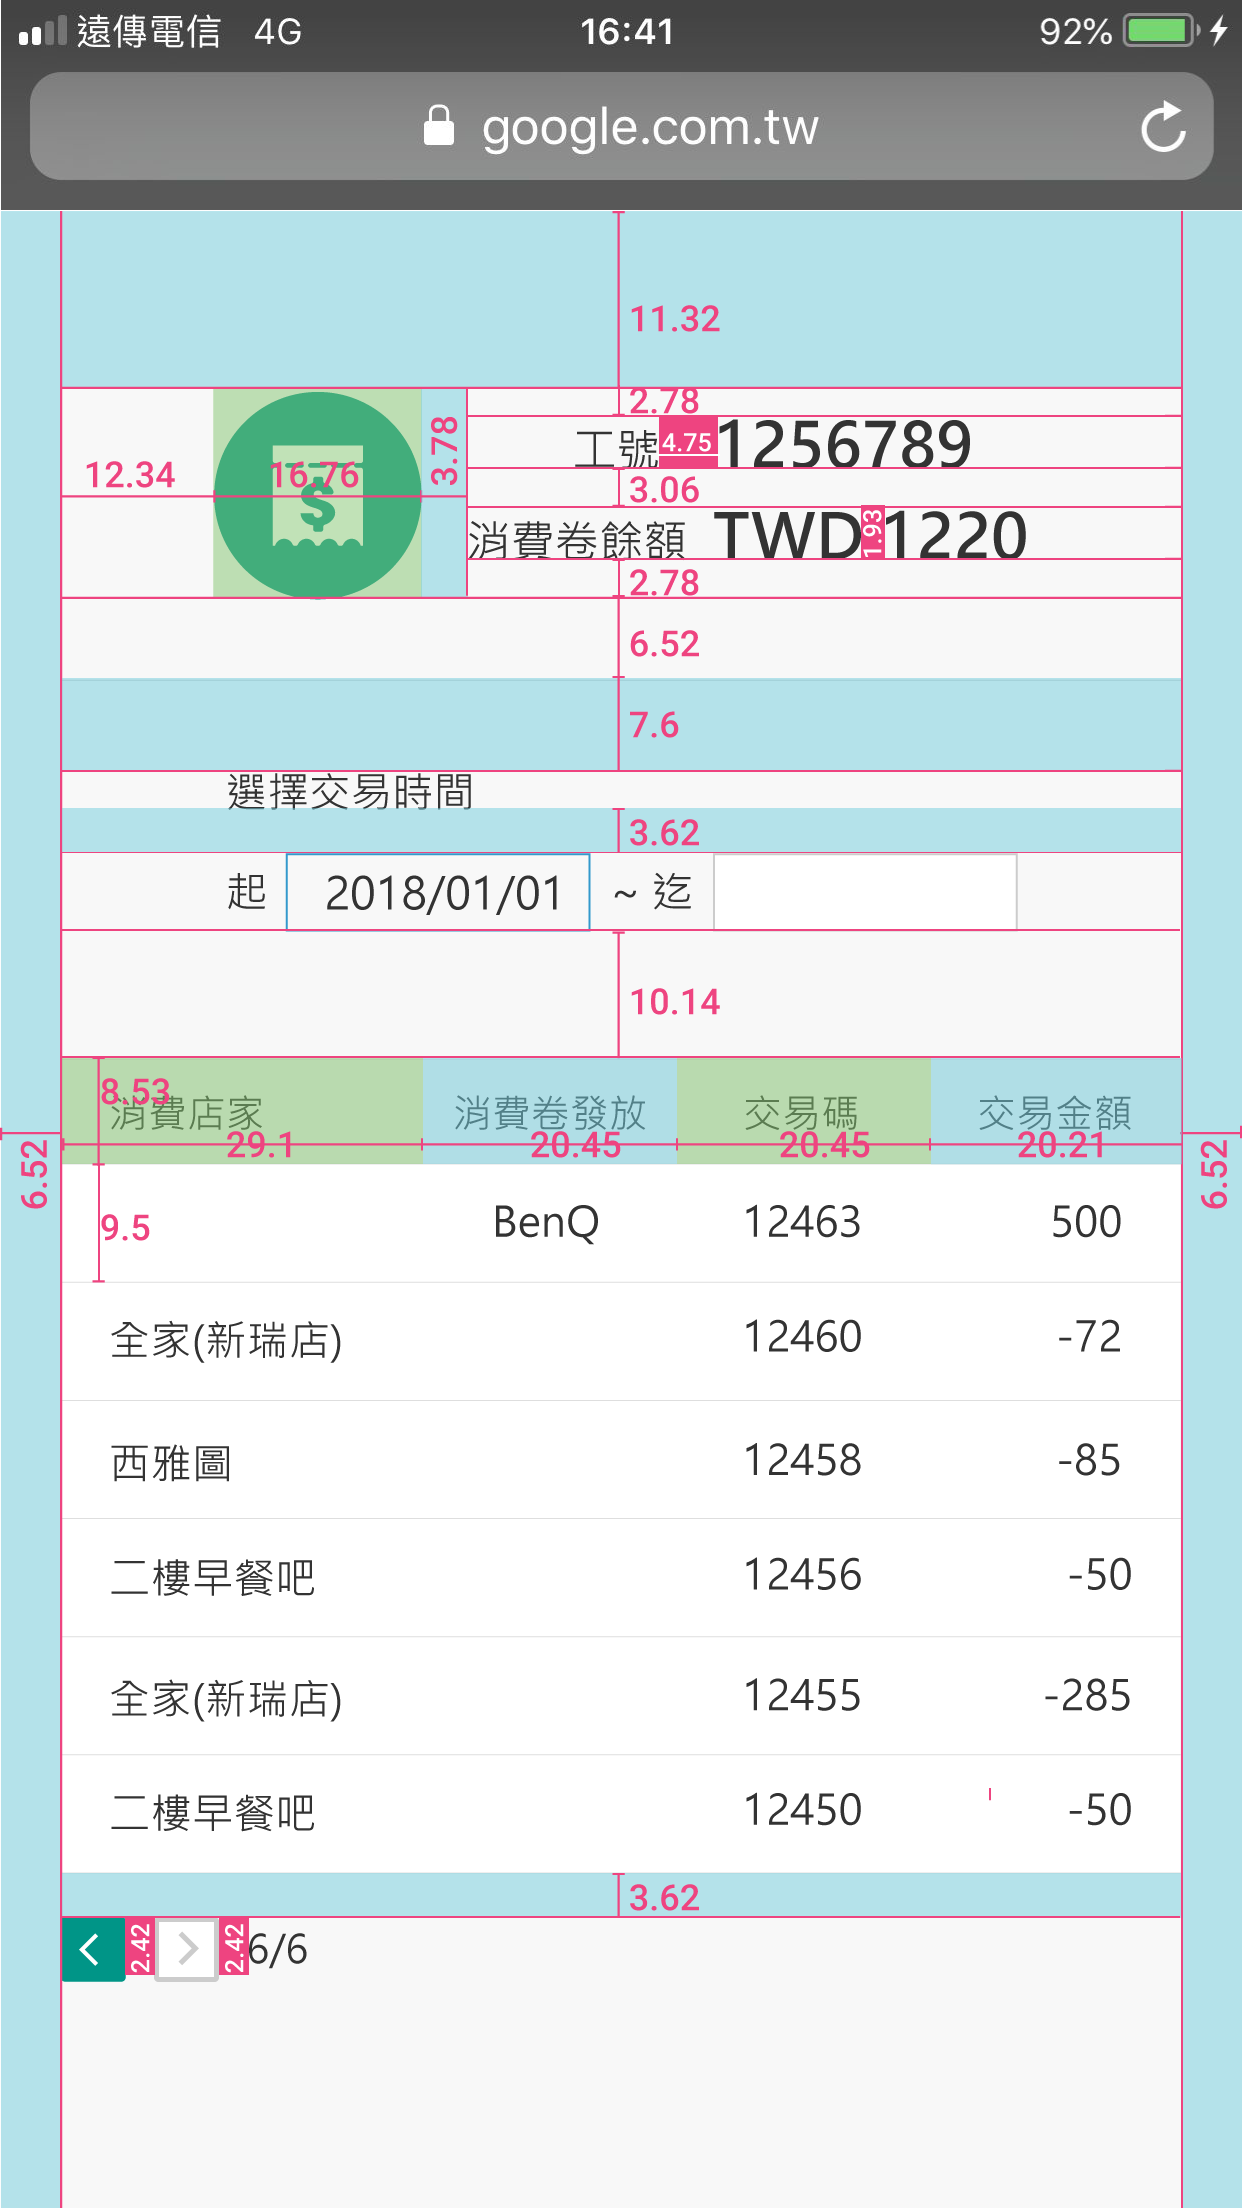 遠傳電信 4G 16:41 92%
google.com.tw
11.32
2.78
工號 4.75 1256789
12.34 16.76 3.78
$
3.06
消費卷餘額 TWD 1.93 1220
2.78
6.52
7.6
選擇交易時間
3.62
起 2018/01/01 ~ 迄
10.14
8.53
消費店家 消費卷發放 交易碼 交易金額
29.1 20.45 20.45 20.21
6.52 6.52
9.5 BenQ 12463 500
全家(新瑞店) 12460 -72
西雅圖 12458 -85
二樓早餐吧 12456 -50
全家(新瑞店) 12455 -285
二樓早餐吧 12450 -50
3.62
< 2.42 > 2.42 6/6